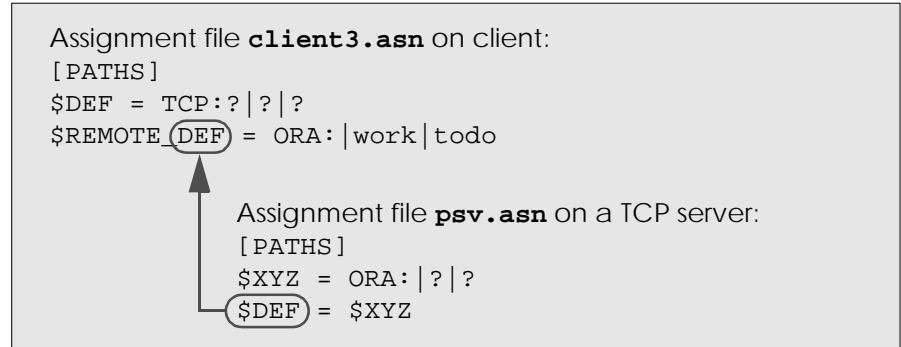 Assignment file client3.asn on client:
[PATHS]
$DEF = TCP:?|?|?
$REMOTE_DEF = ORA:|work|todo
Assignment file psv.asn on a TCP server:
[PATHS]
$XYZ = ORA:|?|?
$DEF = $XYZ